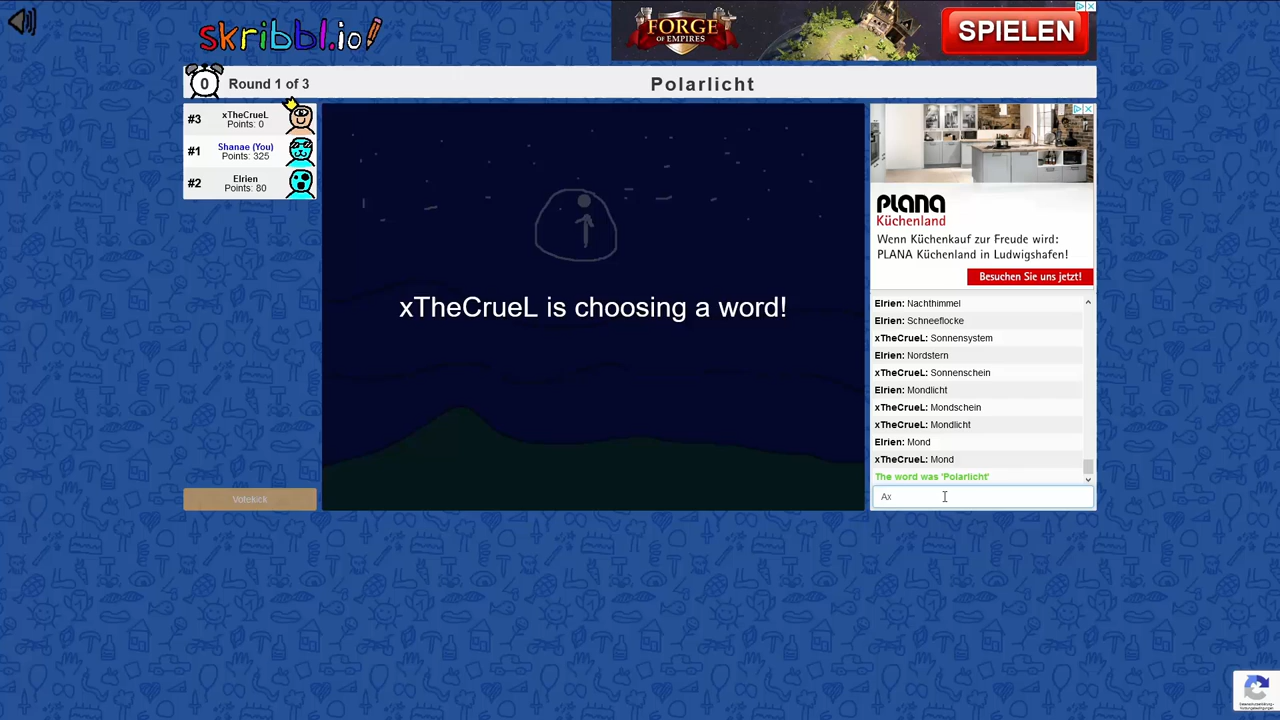 skribbl.io
FORGE
OF EMPIRES
SPIELEN
0
Round 1 of 3
Polarlicht
#3
xTheCrueL
Points: 0
#1
Shanae (You)
Points: 325
#2
Elrien
Points: 80
xTheCrueL is choosing a word!
PLANA
Küchenland
Wenn Küchenkauf zur Freude wird:
PLANA Küchenland in Ludwigshafen!
Besuchen Sie uns jetzt!
Elrien: Nachthimmel
Elrien: Schneeflocke
xTheCrueL: Sonnensystem
Elrien: Nordstern
xTheCrueL: Sonnenschein
Elrien: Mondlicht
xTheCrueL: Mondschein
xTheCrueL: Mondlicht
Elrien: Mond
xTheCrueL: Mond
The word was 'Polarlicht'
Ax
Votekick